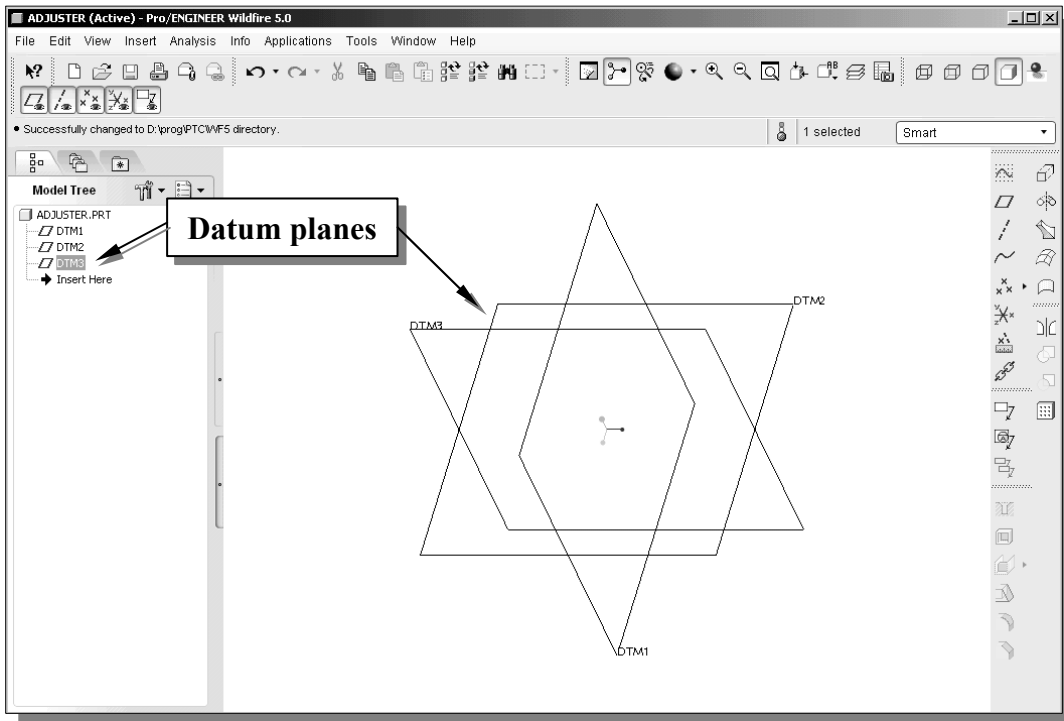 ADJUSTER (Active) - Pro/ENGINEER Wildfire 5.0
File Edit View Insert Analysis Info Applications Tools Window Help
• Successfully changed to D:\prog\PTC\WF5 directory.
1 selected
Smart
Model Tree
ADJUSTER.PRT
DTM1
DTM2
DTM3
Insert Here
Datum planes
DTM2
DTM3
DTM1